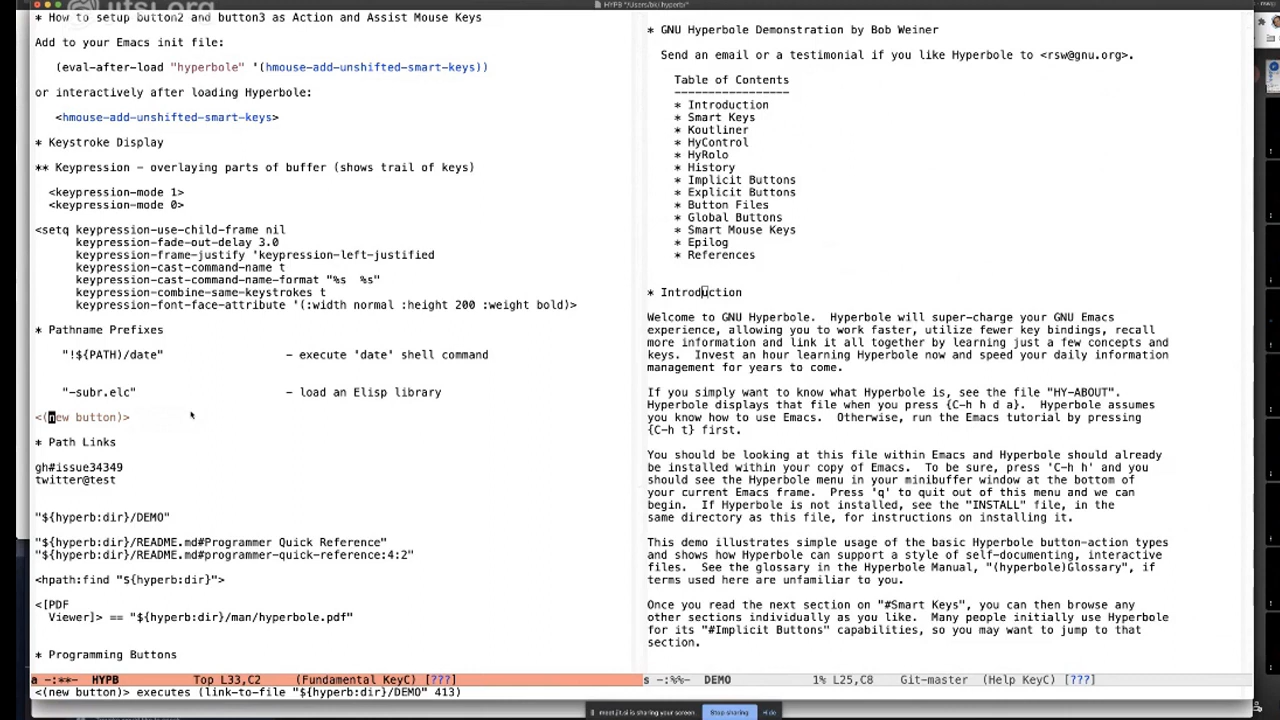 HYPB
* How to setup button2 and button3 as Action and Assist Mouse Keys
Add to your Emacs init file:
(eval-after-load "hyperbole" '(hmouse-add-unshifted-smart-keys))
or interactively after loading Hyperbole:
<hmouse-add-unshifted-smart-keys>
* Keystroke Display
** Keypression - overlaying parts of buffer (shows trail of keys)
<keypression-mode 1>
<keypression-mode 0>
<setq keypression-use-child-frame nil
keypression-fade-out-delay 3.0
keypression-frame-justify 'keypression-left-justified
keypression-cast-command-name t
keypression-cast-command-name-format "%s  %s"
keypression-combine-same-keystrokes t
keypression-font-face-attribute '(:width normal :height 200 :weight bold)>
* Pathname Prefixes
"!${PATH}/date" - execute 'date' shell command
"-subr.elc" - load an Elisp library
<(new button)>
* Path Links
gh#issue34349
twitter@test
"${hyperb:dir}/DEMO"
"${hyperb:dir}/README.md#Programmer Quick Reference"
"${hyperb:dir}/README.md#programmer-quick-reference:4:2"
<hpath:find "${hyperb:dir}">
<[PDF
Viewer]> == "${hyperb:dir}/man/hyperbole.pdf"
* Programming Buttons
a -:**- HYPB Top L33,C2 (Fundamental KeyC) [???]
<(new button)> executes (link-to-file "${hyperb:dir}/DEMO" 413)
* GNU Hyperbole Demonstration by Bob Weiner
Send an email or a testimonial if you like Hyperbole to <rsw@gnu.org>.
Table of Contents
-----------------
* Introduction
* Smart Keys
* Koutliner
* HyControl
* HyRolo
* History
* Implicit Buttons
* Explicit Buttons
* Button Files
* Global Buttons
* Smart Mouse Keys
* Epilog
* References
* Introduction
Welcome to GNU Hyperbole.  Hyperbole will super-charge your GNU Emacs
experience, allowing you to work faster, utilize fewer key bindings, recall
more information and link it all together by learning just a few concepts and
keys.  Invest an hour learning Hyperbole now and speed your daily information
management for years to come.
If you simply want to know what Hyperbole is, see the file "HY-ABOUT".
Hyperbole displays that file when you press {C-h h d a}.  Hyperbole assumes
you know how to use Emacs.  Otherwise, run the Emacs tutorial by pressing
{C-h t} first.
You should be looking at this file within Emacs and Hyperbole should already
be installed within your copy of Emacs.  To be sure, press 'C-h h' and you
should see the Hyperbole menu in your minibuffer window at the bottom of
your current Emacs frame.  Press 'q' to quit out of this menu and we can
begin.  If Hyperbole is not installed, see the "INSTALL" file, in the
same directory as this file, for instructions on installing it.
This demo illustrates simple usage of the basic Hyperbole button-action types
and shows how Hyperbole can support a style of self-documenting, interactive
files.  See the glossary in the Hyperbole Manual, "(hyperbole)Glossary", if
terms used here are unfamiliar to you.
Once you read the next section on "#Smart Keys", you can then browse any
other sections individually as you like.  Many people initially use Hyperbole
for its "#Implicit Buttons" capabilities, so you may want to jump to that
section.
s -:%%- DEMO 1% L25,C8 Git-master (Help KeyC) [???]
meet.jit.si is sharing your screen. Stop sharing Hide